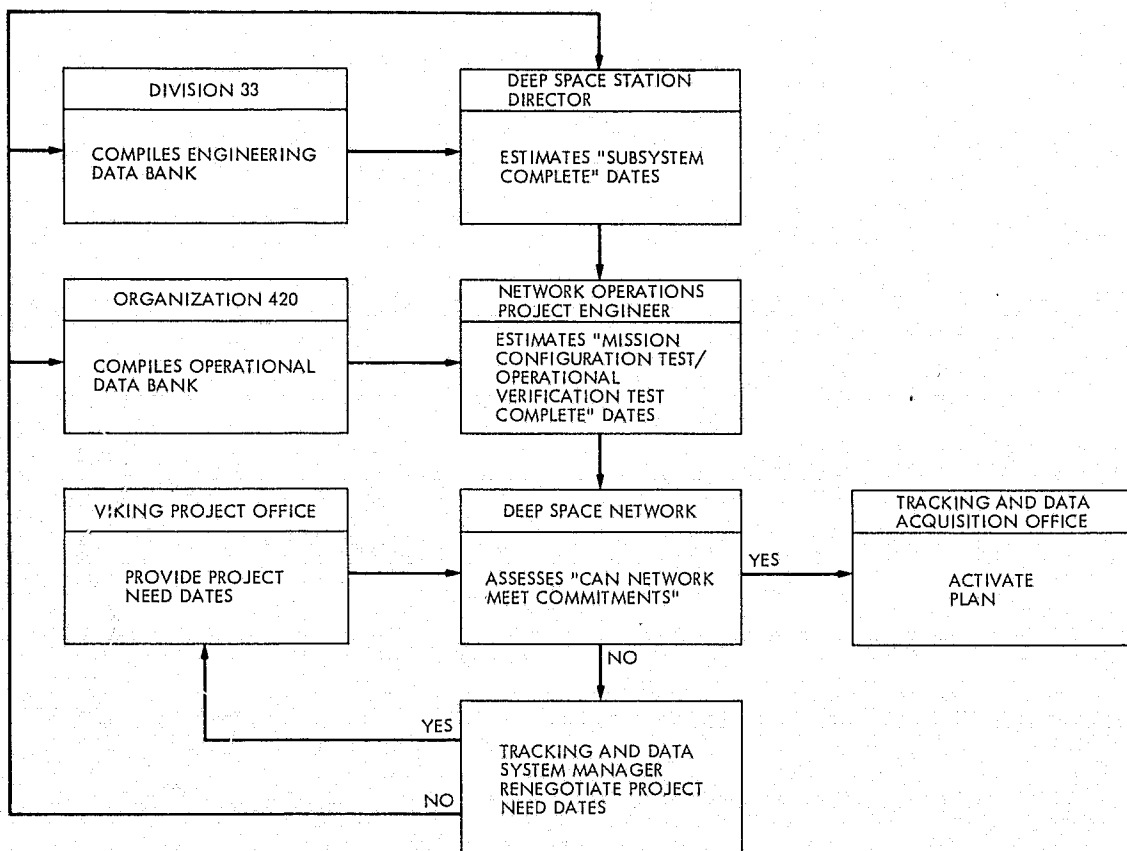 DIVISION 33
COMPILES ENGINEERING
DATA BANK
DEEP SPACE STATION
DIRECTOR
ESTIMATES "SUBSYSTEM
COMPLETE" DATES
ORGANIZATION 420
COMPILES OPERATIONAL
DATA BANK
NETWORK OPERATIONS
PROJECT ENGINEER
ESTIMATES "MISSION
CONFIGURATION TEST/
OPERATIONAL
VERIFICATION TEST
COMPLETE" DATES
VIKING PROJECT OFFICE
PROVIDE PROJECT
NEED DATES
DEEP SPACE NETWORK
ASSESSES "CAN NETWORK
MEET COMMITMENTS"
YES
TRACKING AND DATA
ACQUISITION OFFICE
ACTIVATE
PLAN
NO
YES
NO
TRACKING AND DATA
SYSTEM MANAGER
RENEGOTIATE PROJECT
NEED DATES